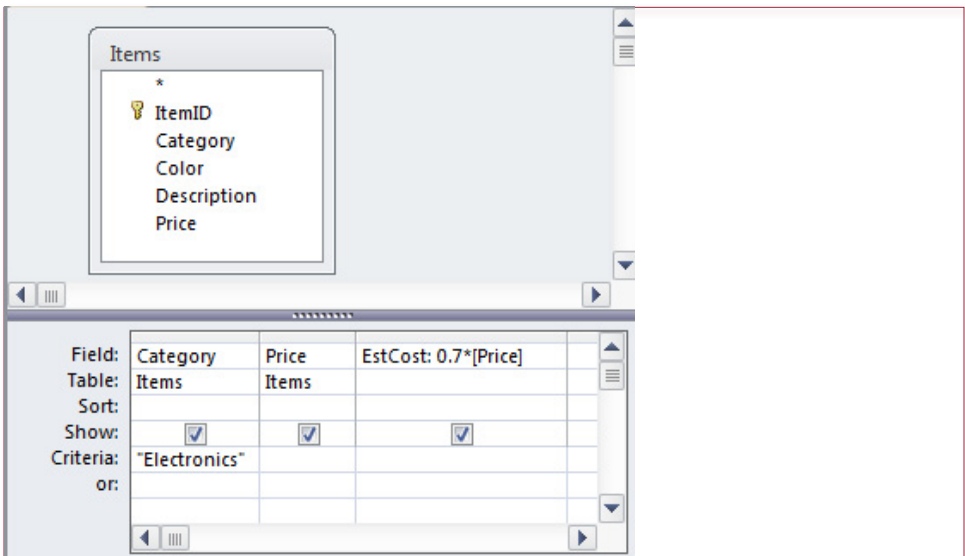 Items
*
ItemID
Category
Color
Description
Price
Field: Category Price EstCost: 0.7*[Price]
Table: Items Items
Sort:
Show:
Criteria: "Electronics"
or: